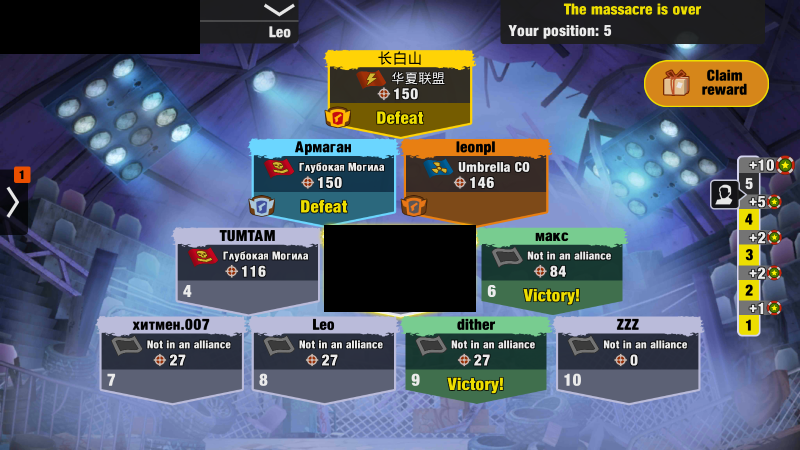 Leo
The massacre is over
Your position: 5
长白山
华夏联盟
150
Defeat
Claim
reward
Армаган
Глубокая Могила
150
Defeat
leonpl
Umbrella CO
146
1
+10
5
+5
4
+2
3
+2
2
+1
1
TUMTAM
Глубокая Могила
116
4
макс
Not in an alliance
84
6
Victory!
хитмен.007
Not in an alliance
27
7
Leo
Not in an alliance
27
8
dither
Not in an alliance
27
9
Victory!
ZZZ
Not in an alliance
0
10